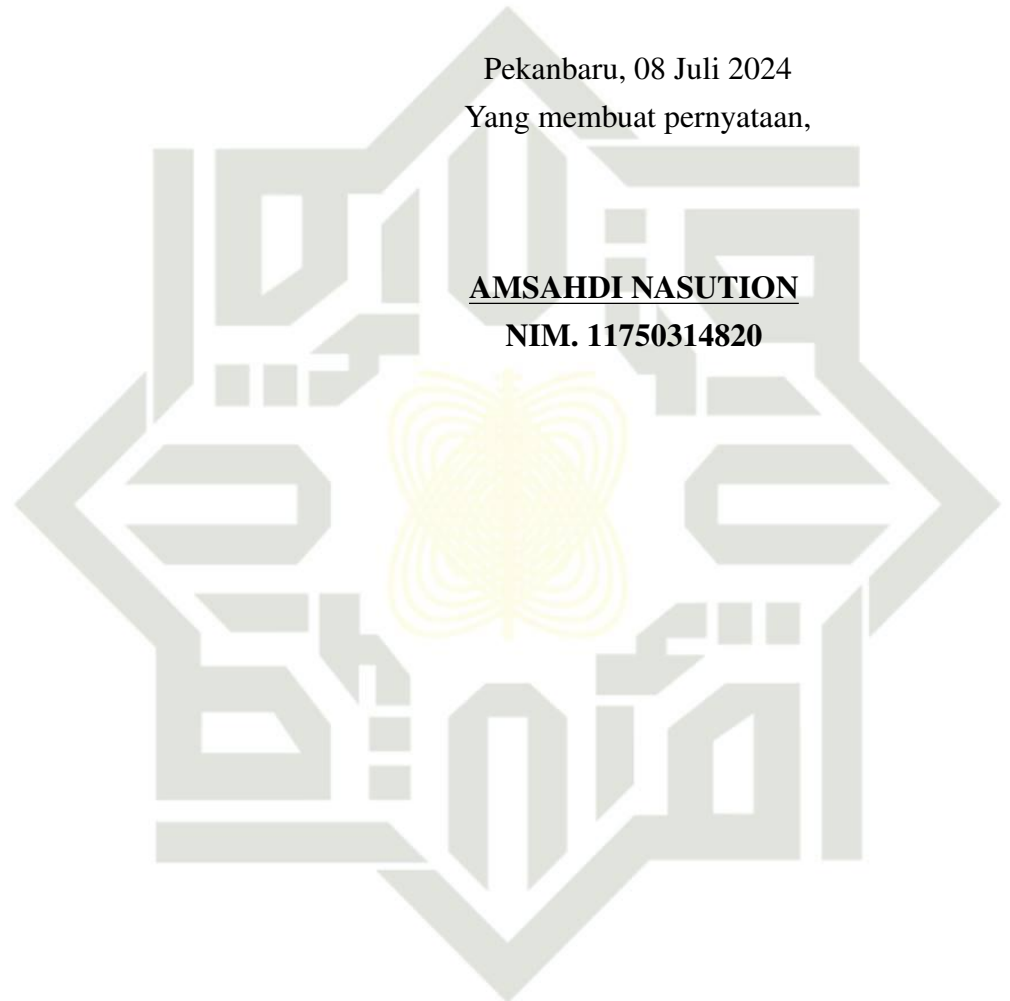 Pekanbaru, 08 Juli 2024
Yang membuat pernyataan,
AMSAHDI NASUTION
NIM. 11750314820